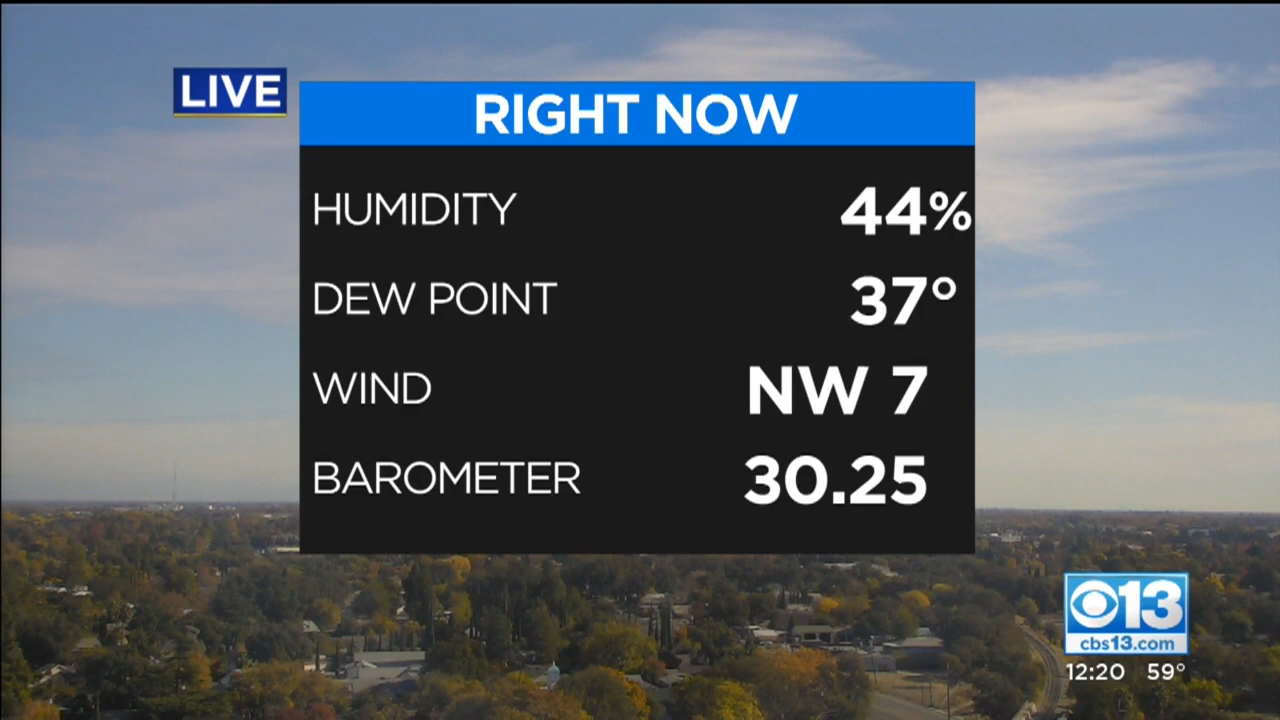 LIVE
RIGHT NOW
HUMIDITY 44%
DEW POINT 37°
WIND NW 7
BAROMETER 30.25
13
cbs13.com
12:20 59°